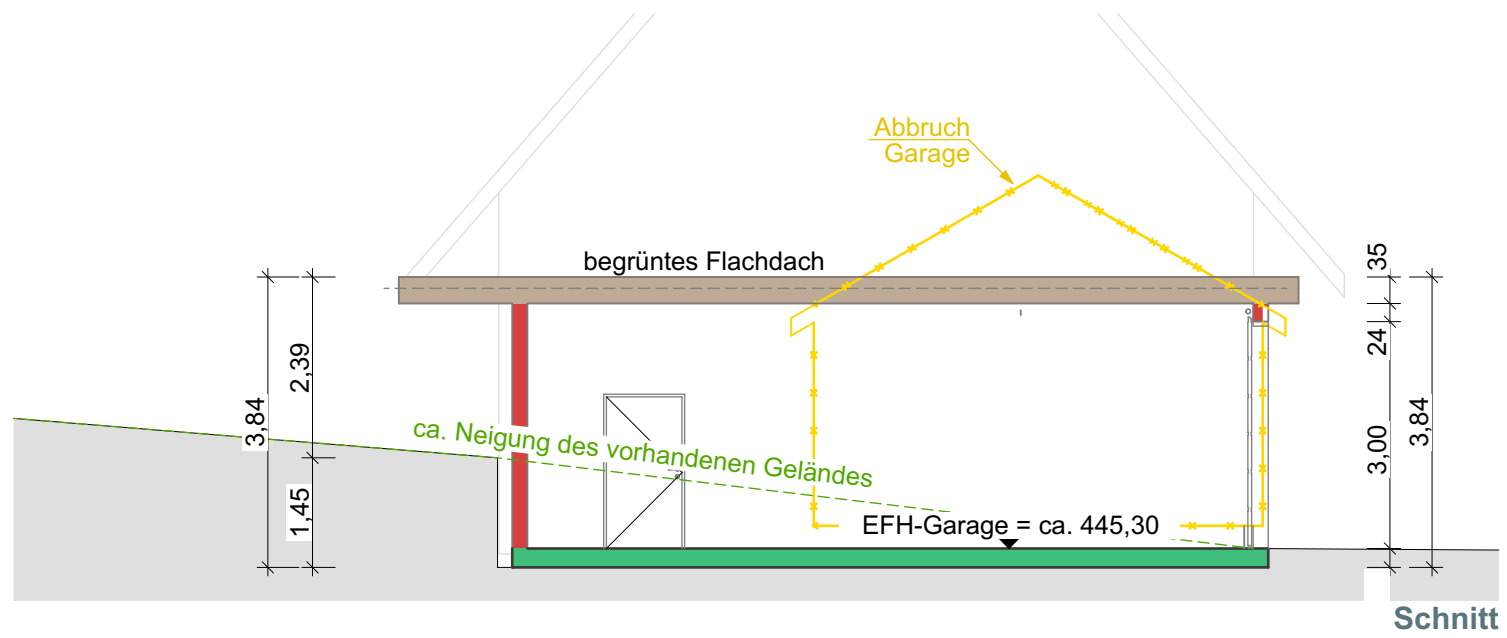 Abbruch
Garage
begrüntes Flachdach
35
24
3,00
3,84
2,39
3,84
1,45
ca. Neigung des vorhandenen Geländes
EFH-Garage = ca. 445,30
Schnitt